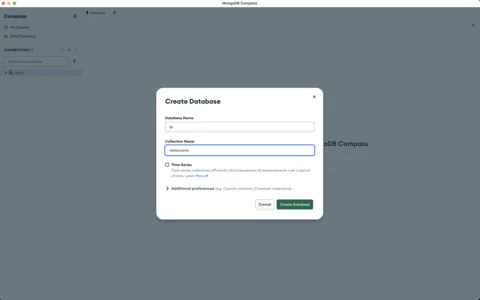 MongoDB Compass
Compass
My Queries
Data Modeling
CONNECTIONS
Create Database
Database Name
Collection Name
restaurants
Time-Series
Time-series collections efficiently store sequences of measurements over a period
of time. Learn More
Additional preferences (e.g. Custom collation, Clustered collections)
Cancel
Create Database